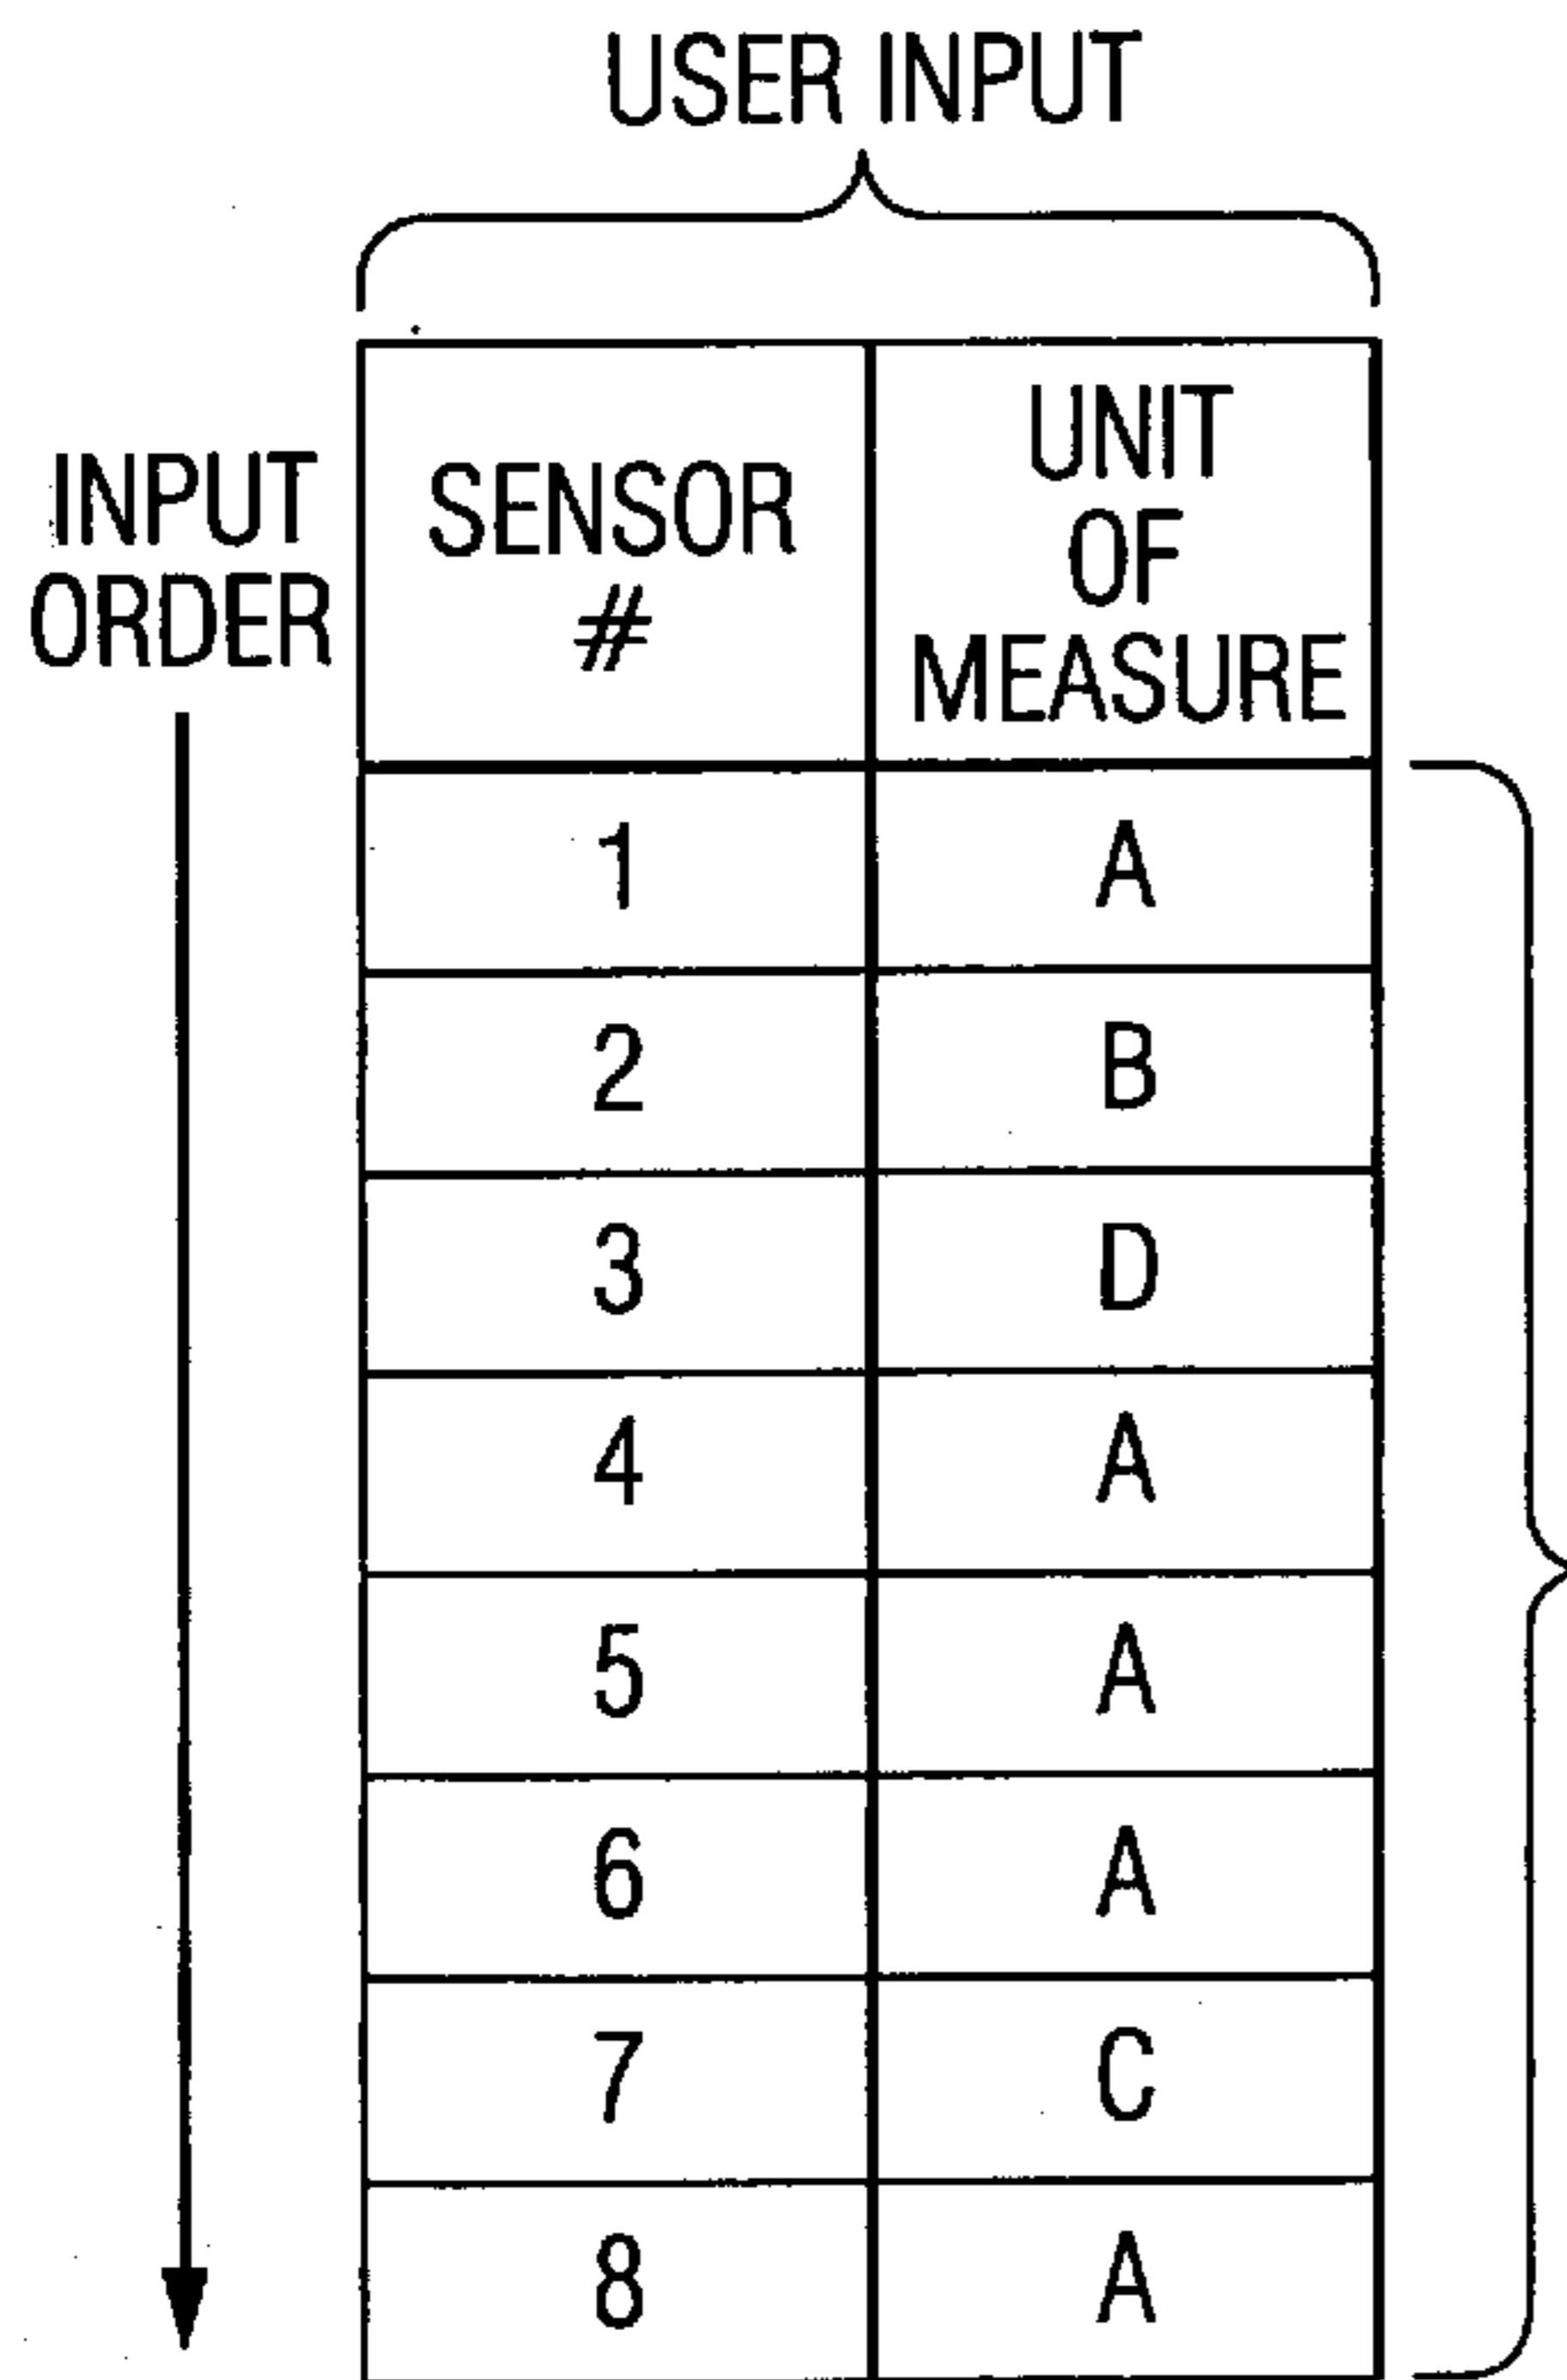 USER INPUT
INPUT
ORDER
SENSOR
#
UNIT
OF
MEASURE
1 A
2 B
3 D
4 A
5 A
6 A
7 C
8 A